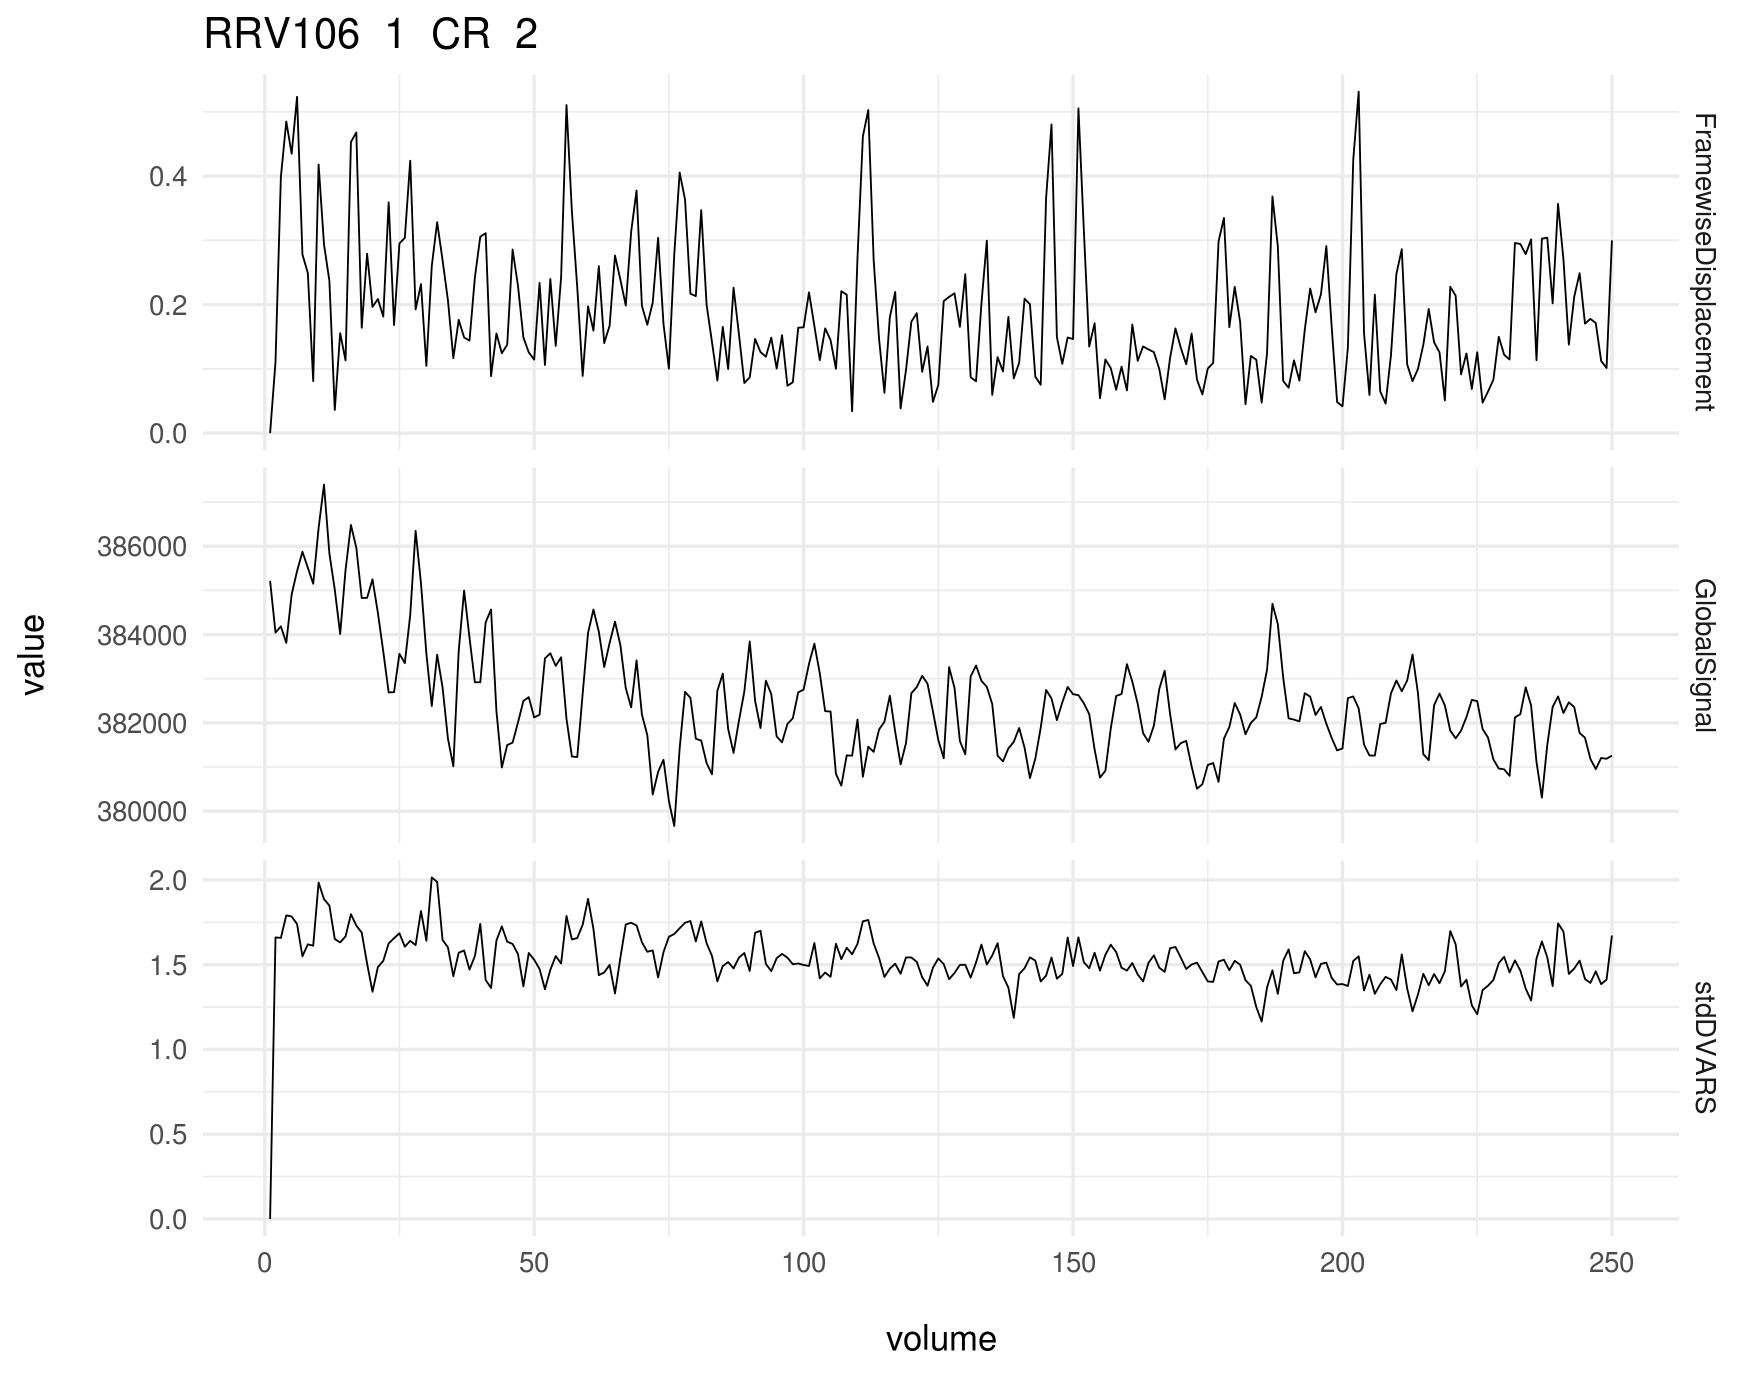 RRV106 1 CR 2
0.4
0.2
0.0
FramewiseDisplacement
386000
384000
382000
380000
GlobalSignal
value
2.0
1.5
1.0
0.5
0.0
stdDVARS
0 50 100 150 200 250
volume